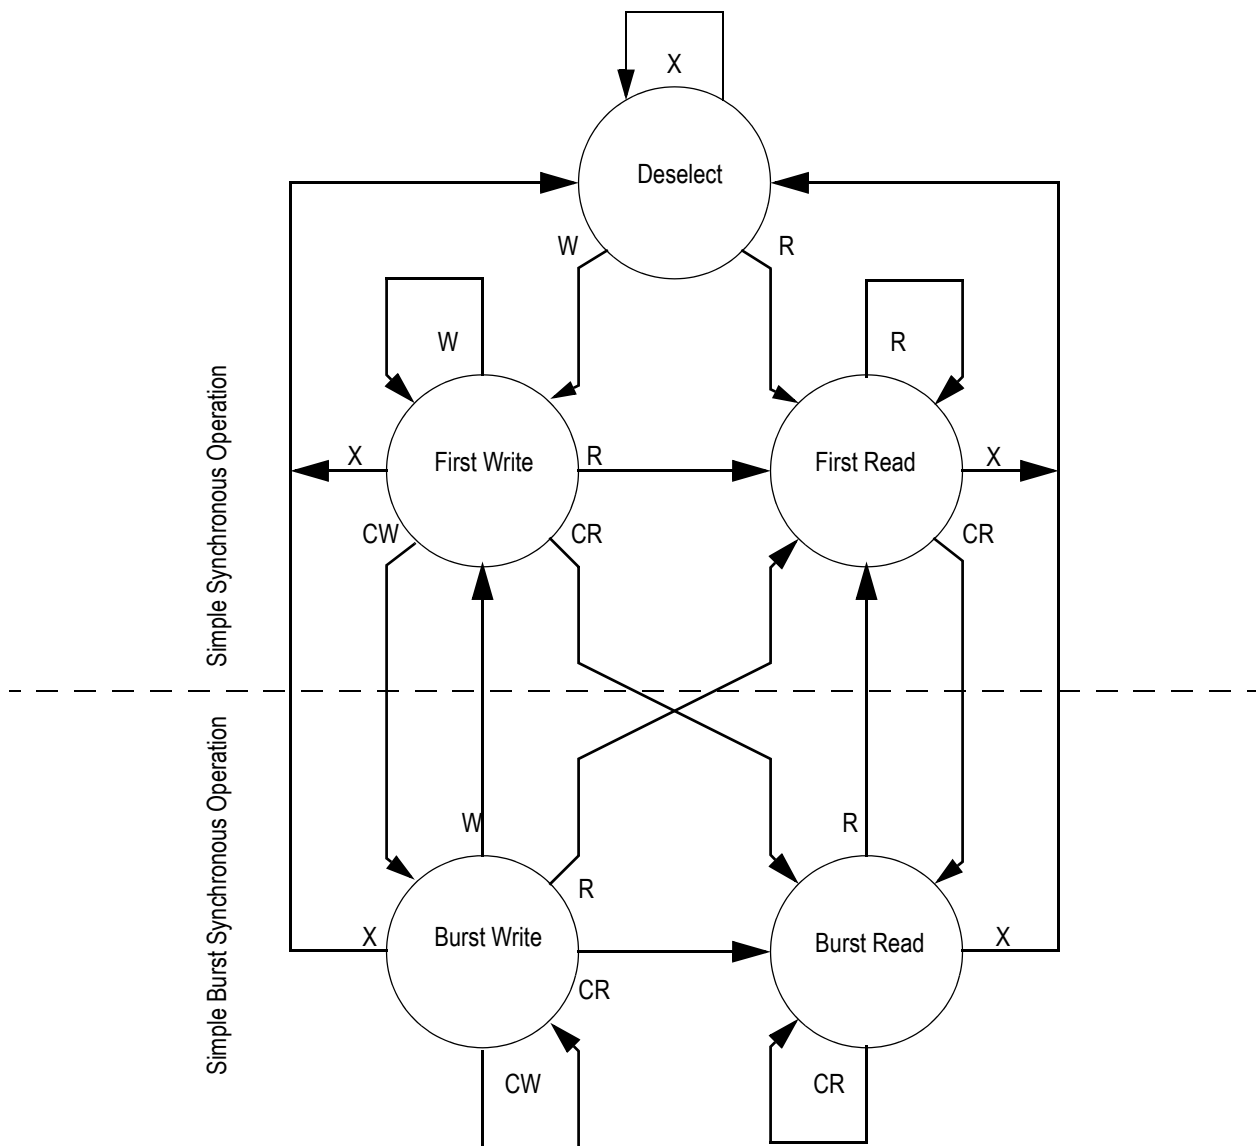 X
Deselect
W
R
W
R
X
First Write
R
First Read
X
CW
CR
CR
Simple Synchronous Operation
Simple Burst Synchronous Operation
W
R
R
X
Burst Write
Burst Read
X
CR
CW
CR